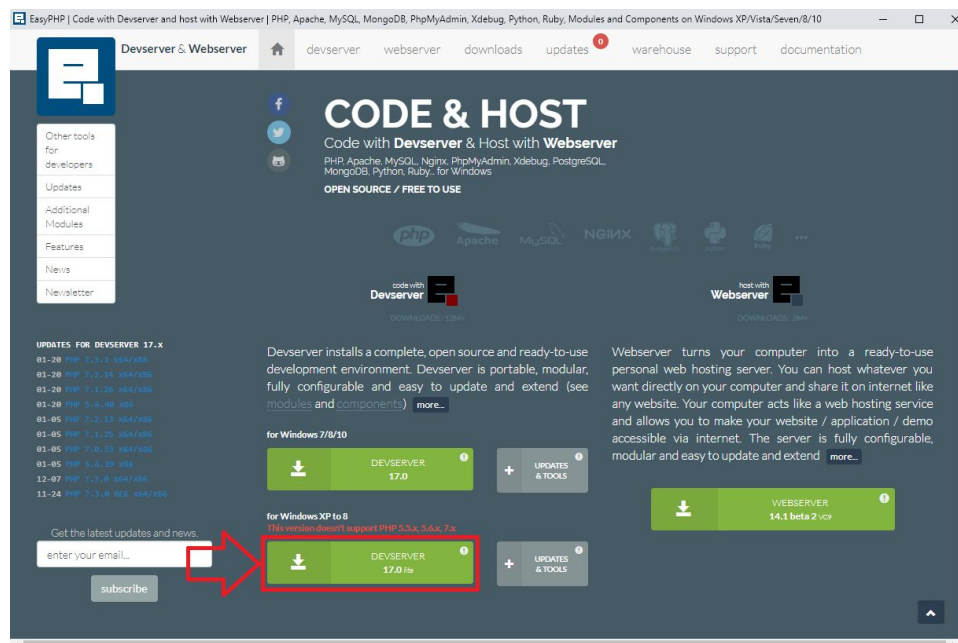 EasyPHP | Code with Devserver and host with Webserver | PHP, Apache, MySQL, MongoDB, PhpMyAdmin, Xdebug, Python, Ruby, Modules and Components on Windows XP/Vista/Seven/8/10
Devserver & Webserver
devserver webserver downloads updates 0 warehouse support documentation
Other tools
for
developers
Updates
Additional
Modules
Features
News
Newsletter
CODE & HOST
Code with Devserver & Host with Webserver
PHP, Apache, MySQL, Nginx, PhpMyAdmin, Xdebug, PostgreSQL,
MongoDB, Python, Ruby... for Windows
OPEN SOURCE / FREE TO USE
php Apache MySQL NGINX Ruby ...
code with
Devserver
DOWNLOADS: 12M+
host with
Webserver
DOWNLOADS: 2M+
UPDATES FOR DEVSERVER 17.x
01-20 PHP 7.3.1 x64/x86
01-20 PHP 7.2.14 x64/x86
01-20 PHP 7.1.26 x64/x86
01-20 PHP 5.6.40 x86
01-05 PHP 7.2.13 x64/x86
01-05 PHP 7.1.25 x64/x86
01-05 PHP 7.0.33 x64/x86
01-05 PHP 5.6.39 x86
12-07 PHP 7.3.0 x64/x86
11-24 PHP 7.3.0 RC6 x64/x86
Get the latest updates and news.
enter your email...
subscribe
Devserver installs a complete, open source and ready-to-use
development environment. Devserver is portable, modular,
fully configurable and easy to update and extend (see
modules and components) more...
for Windows 7/8/10
DEVSERVER
17.0
UPDATES
& TOOLS
for Windows XP to 8
This version doesn't support PHP 5.5.x, 5.6.x, 7.x
DEVSERVER
17.0 lite
UPDATES
& TOOLS
Webserver turns your computer into a ready-to-use
personal web hosting server. You can host whatever you
want directly on your computer and share it on internet like
any website. Your computer acts like a web hosting service
and allows you to make your website / application / demo
accessible via internet. The server is fully configurable,
modular and easy to update and extend more...
WEBSERVER
14.1 beta 2 VC9